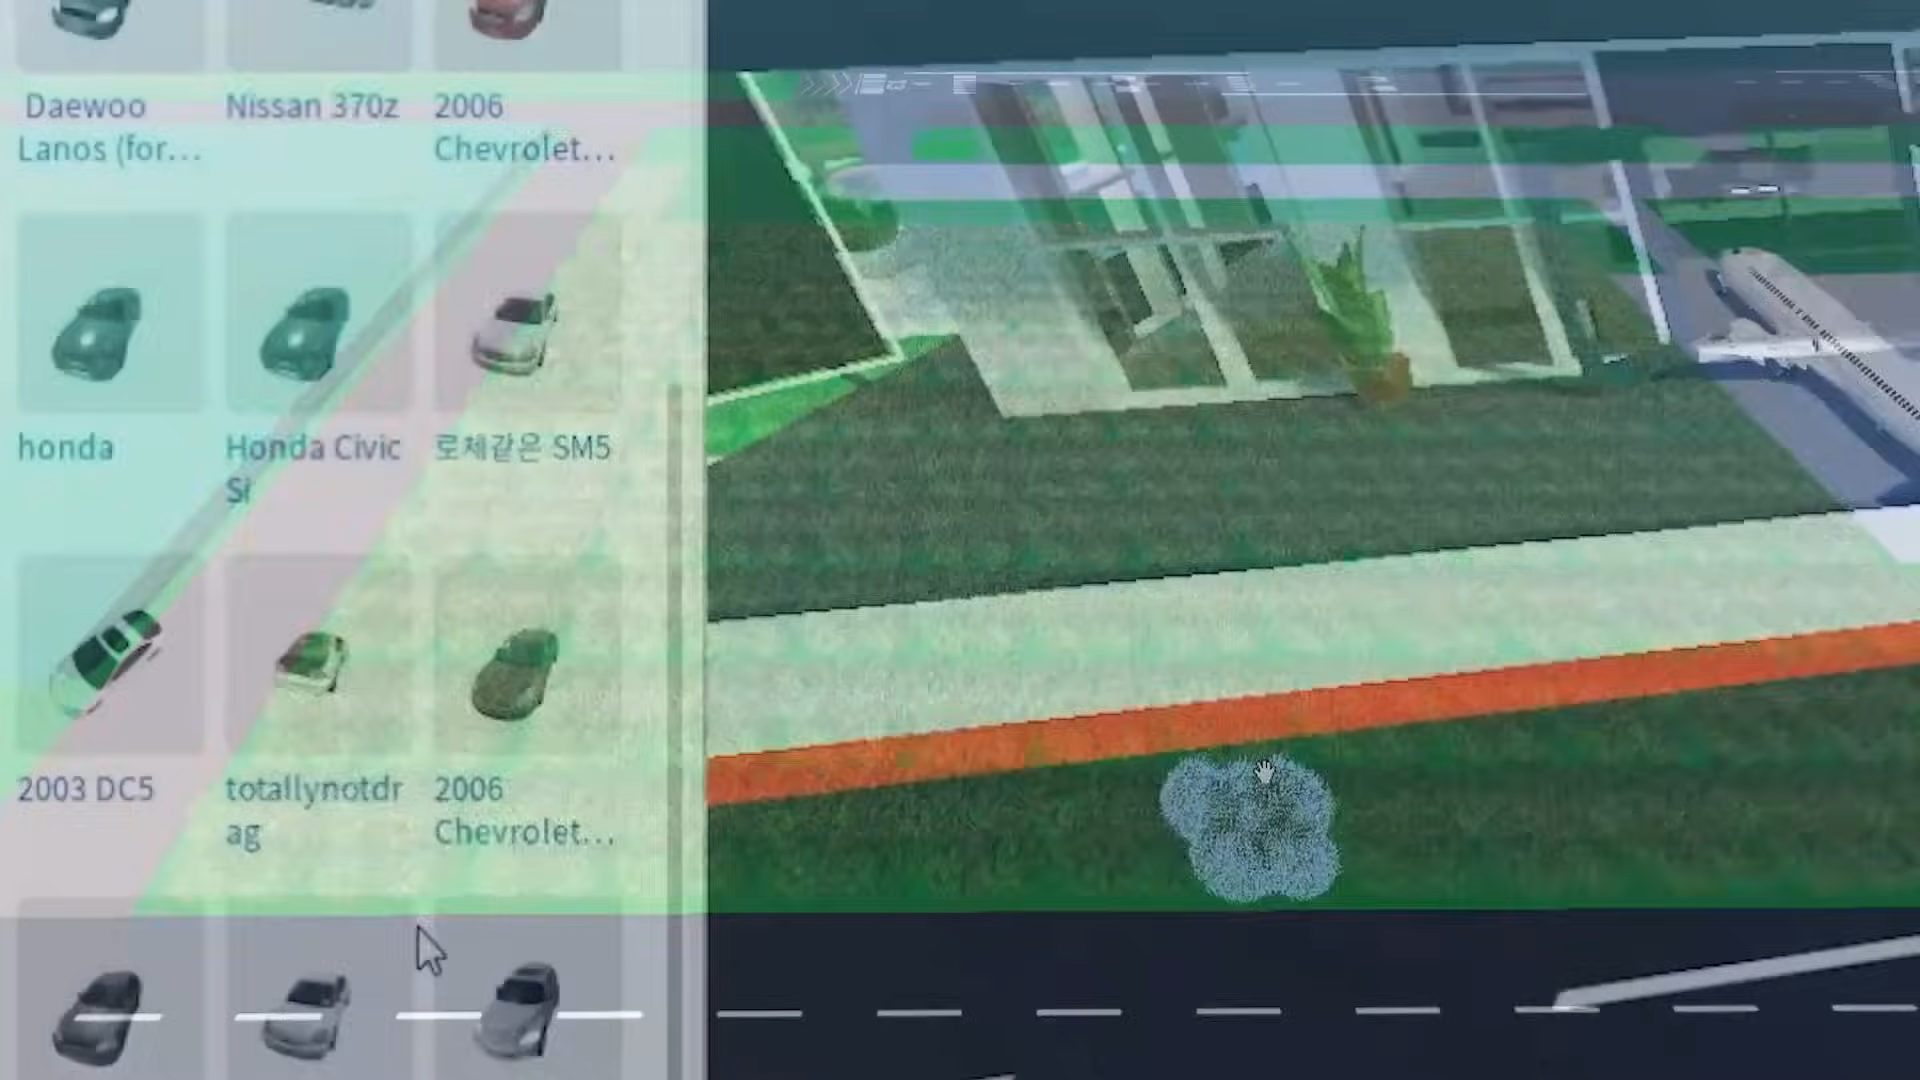 Daewoo
Lanos (for...
Nissan 370z
2006
Chevrolet...
honda
Honda Civic
Si
로체같은 SM5
2003 DC5
totallynotdr
ag
2006
Chevrolet...